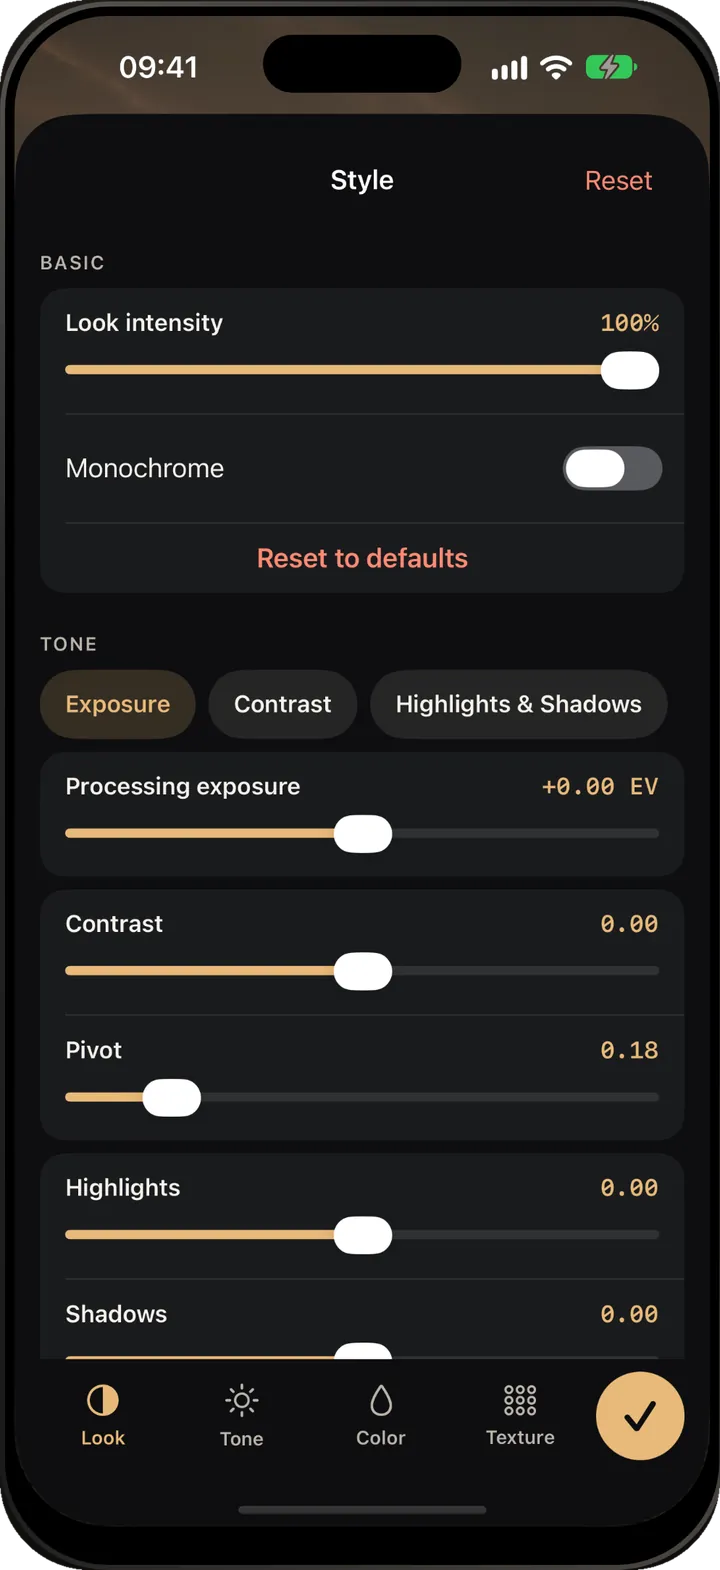 09:41
Style Reset
BASIC
Look intensity 100%
Monochrome
Reset to defaults
TONE
Exposure Contrast Highlights & Shadows
Processing exposure +0.00 EV
Contrast 0.00
Pivot 0.18
Highlights 0.00
Shadows 0.00
Look Tone Color Texture